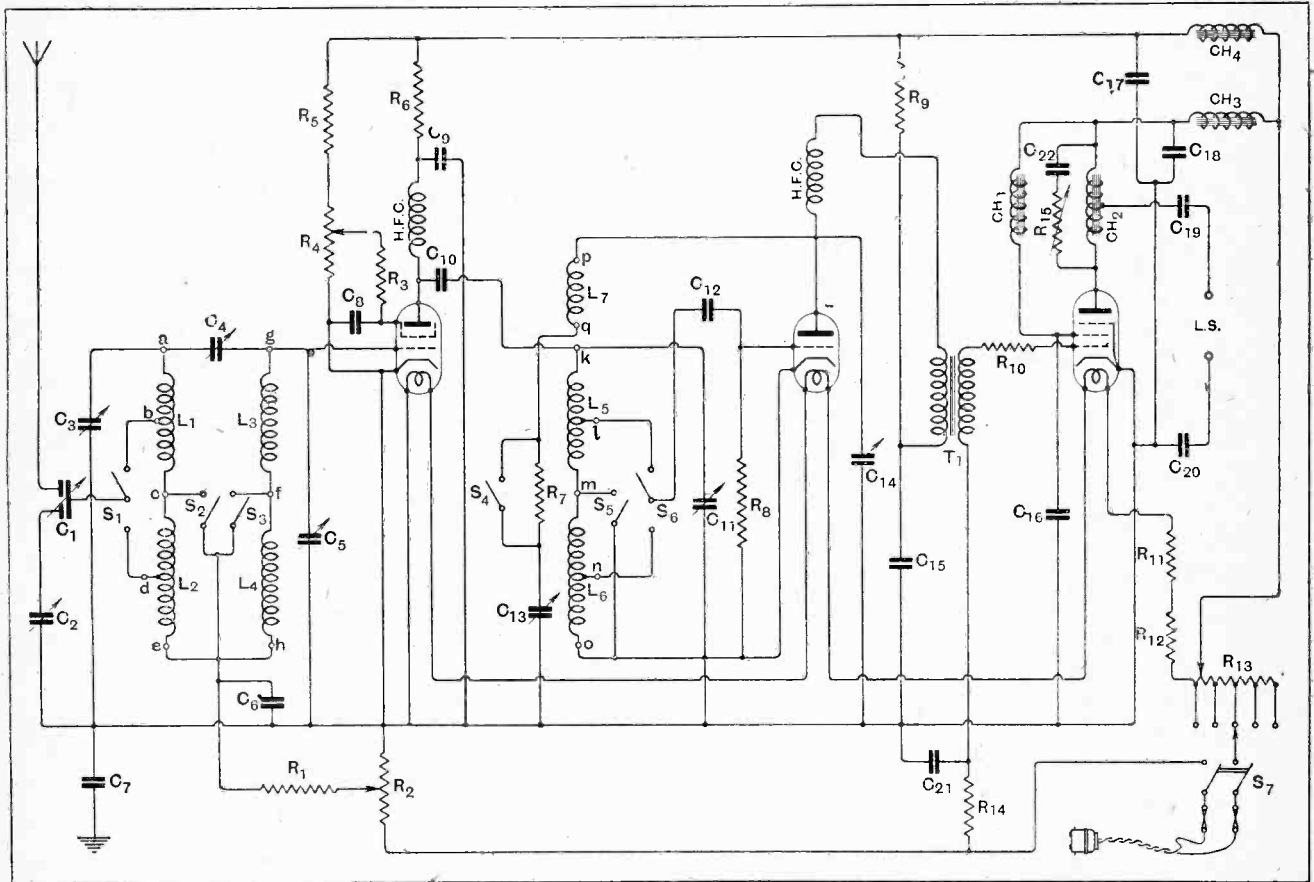 CH4
C17
R5
R6
R9
C9
CH3
C22
C18
H.F.C.
H.F.C.
CH1
R15
CH2
C19
R4
R3
C10
p
L7
C12
C8
q
L.S.
C4
a
g
k
C3
b
L1
L3
L5
l
R10
T1
C20
C14
S4
R7
C1
S1
c
S2
S3
f
m
S5
S6
C11
R8
C16
C5
C15
R11
d
L2
L4
n
L6
C2
C13
R12
e
h
o
R13
C6
C7
R1
R2
C21
R14
S7